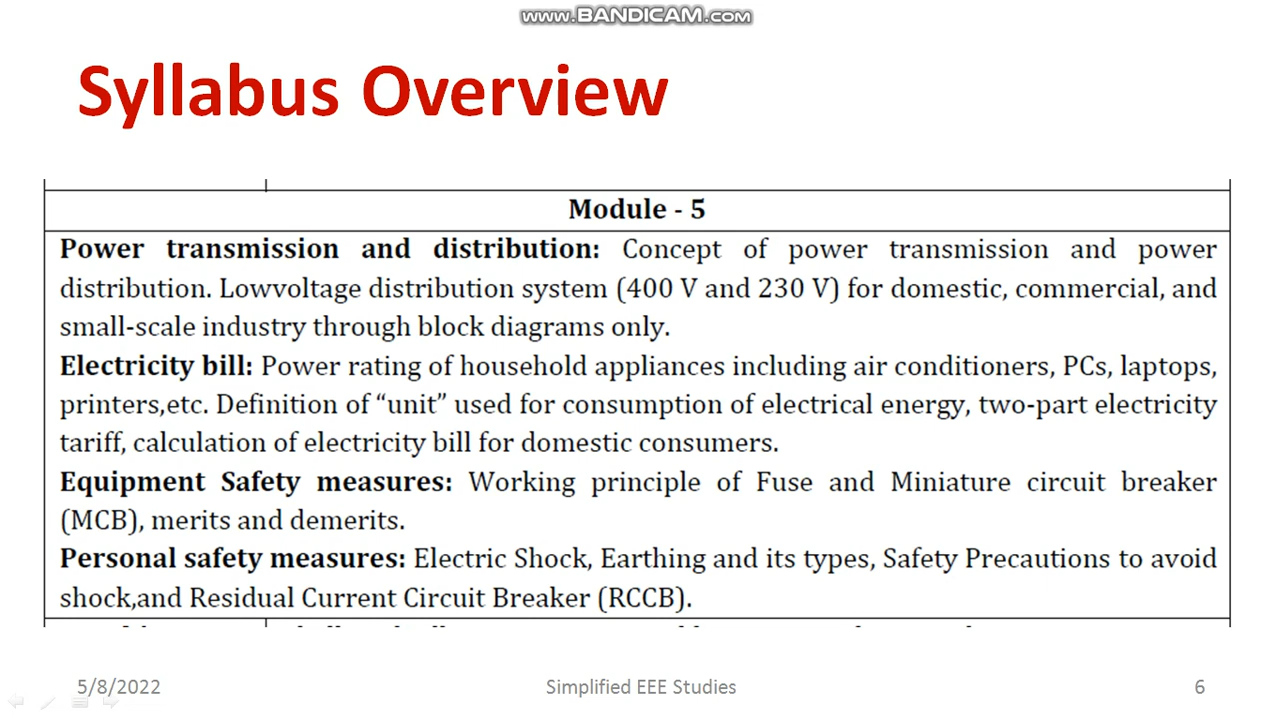 www.BANDICAM.com
Syllabus Overview
Module - 5
Power transmission and distribution: Concept of power transmission and power
distribution. Lowvoltage distribution system (400 V and 230 V) for domestic, commercial, and
small-scale industry through block diagrams only.
Electricity bill: Power rating of household appliances including air conditioners, PCs, laptops,
printers,etc. Definition of “unit” used for consumption of electrical energy, two-part electricity
tariff, calculation of electricity bill for domestic consumers.
Equipment Safety measures: Working principle of Fuse and Miniature circuit breaker
(MCB), merits and demerits.
Personal safety measures: Electric Shock, Earthing and its types, Safety Precautions to avoid
shock,and Residual Current Circuit Breaker (RCCB).
5/8/2022 Simplified EEE Studies 6